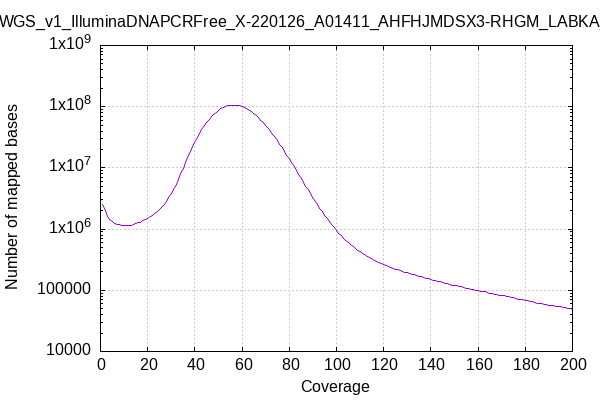 WGS_v1_IlluminaDNAPCRFree_X-220126_A01411_AHFHJMDSX3-RHGM_LABKA
1x10⁹
1x10⁸
1x10⁷
1x10⁶
100000
10000
Number of mapped bases
0 20 40 60 80 100 120 140 160 180 200
Coverage